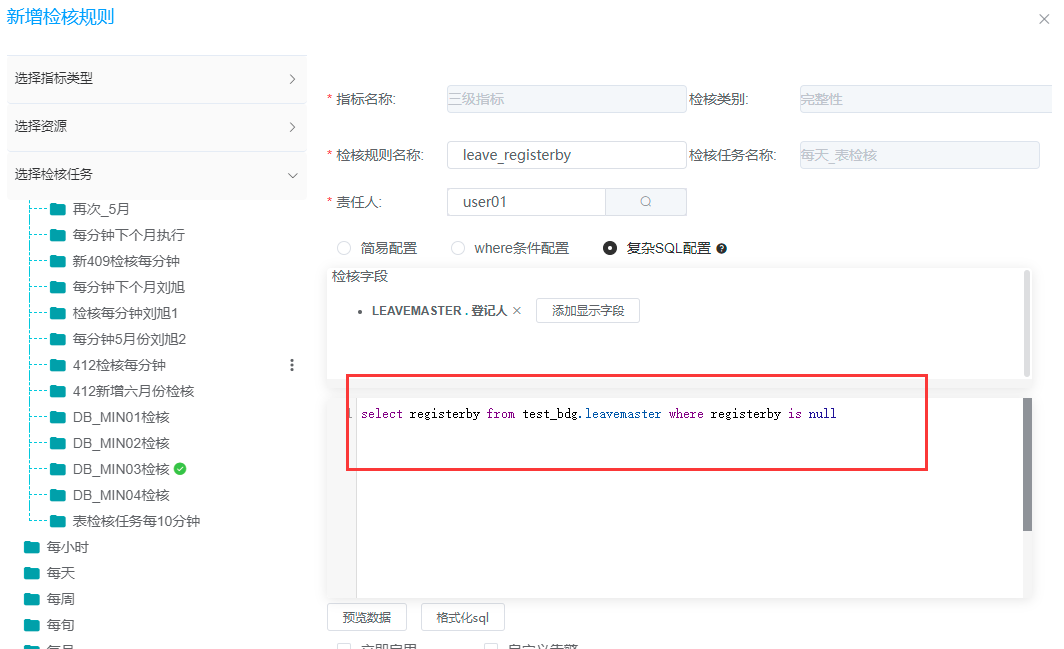 新增检核规则
选择指标类型
选择资源
选择检核任务
再次_5月
每分钟下个月执行
新409检核每分钟
每分钟下个月刘旭
检核每分钟刘旭1
每分钟5月份刘旭2
412检核每分钟
412新增六月份检核
DB_MIN01检核
DB_MIN02检核
DB_MIN03检核
DB_MIN04检核
表检核任务每10分钟
每小时
每天
每周
每旬
每月
* 指标名称: 三级指标 检核类别: 完整性
* 检核规则名称: leave_registerby 检核任务名称: 每天_表检核
* 责任人: user01
简易配置 where条件配置 复杂SQL配置
检核字段
LEAVEMASTER . 登记人 × 添加显示字段
1 select registerby from test_bdg.leavemaster where registerby is null
预览数据 格式化sql
立即启用 自定义告警